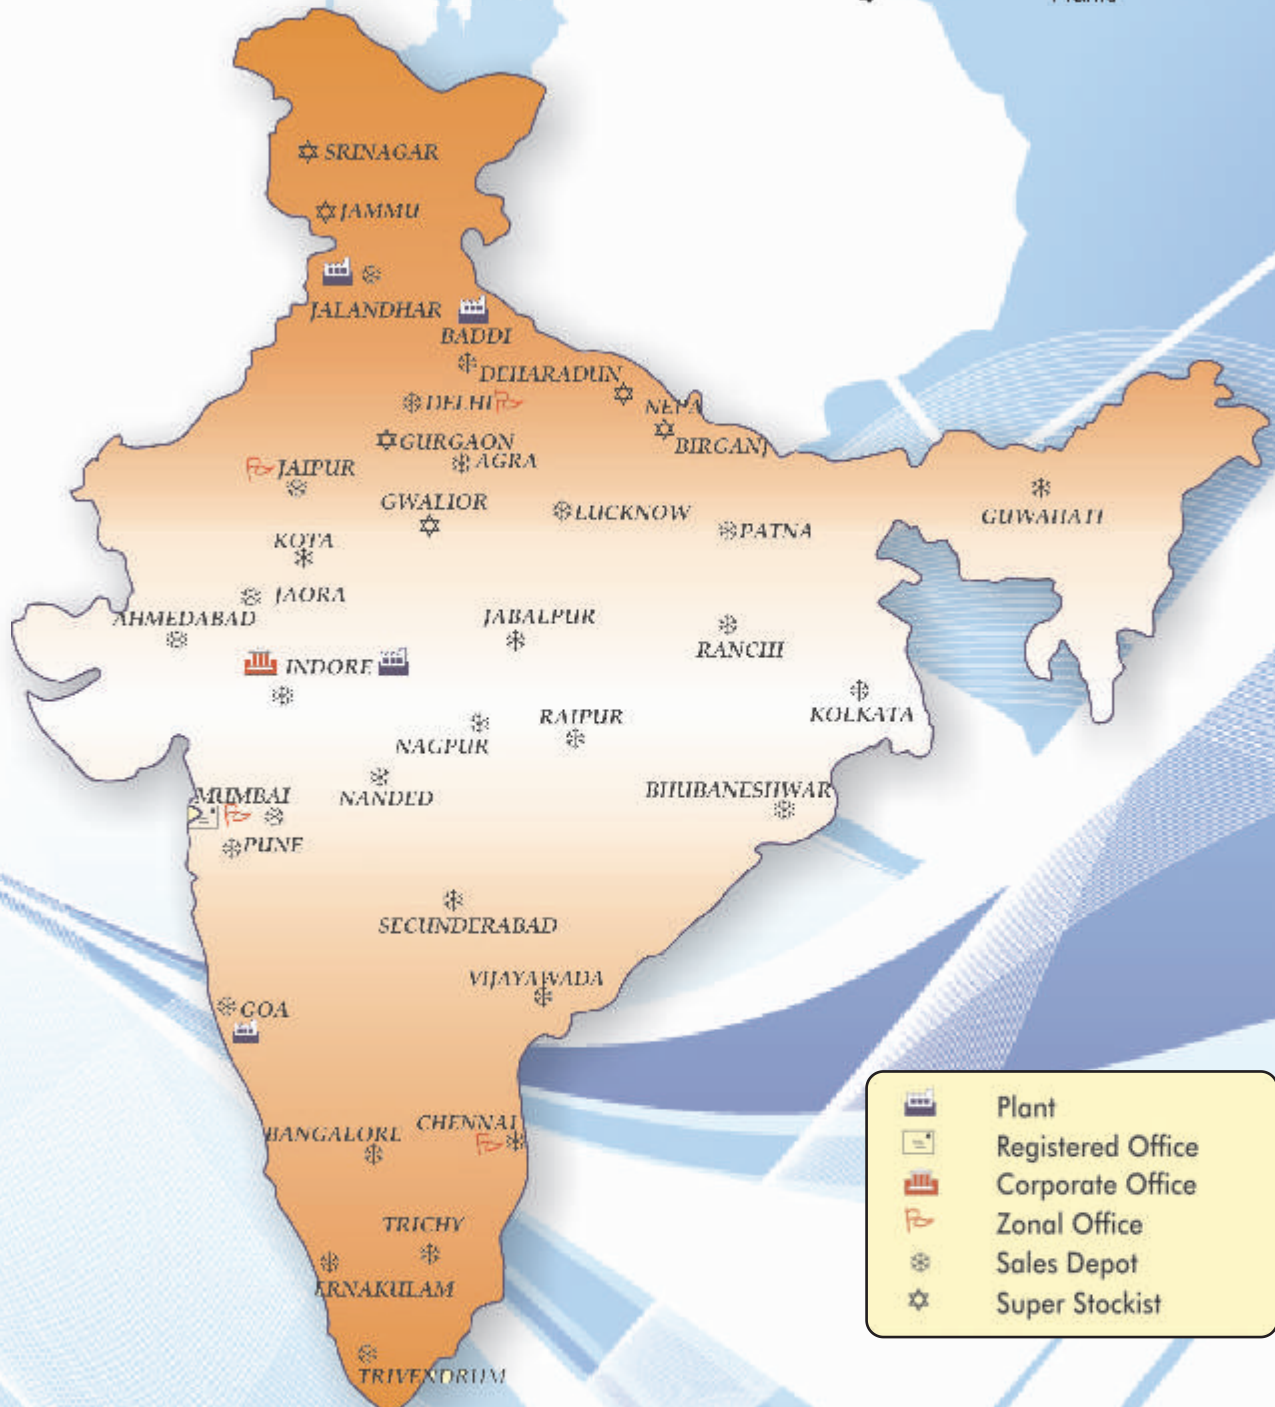 SRINAGAR
JAMMU
JALANDHAR
BADDI
DEHARADUN
DELHI
NEPA
GURGAON
BIRGANJ
AGRA
JAIPUR
GWALIOR
LUCKNOW
GUWAHATI
PATNA
KOTA
JAORA
AHMEDABAD
JABALPUR
RANCHI
INDORE
KOLKATA
RAIPUR
NAGPUR
BHUBANESHWAR
MUMBAI
NANDED
PUNE
SECUNDERABAD
VIJAYAWADA
GOA
CHENNAI
BANGALORE
TRICHY
ERNAKULAM
TRIVENDRUM
Plant
Registered Office
Corporate Office
Zonal Office
Sales Depot
Super Stockist